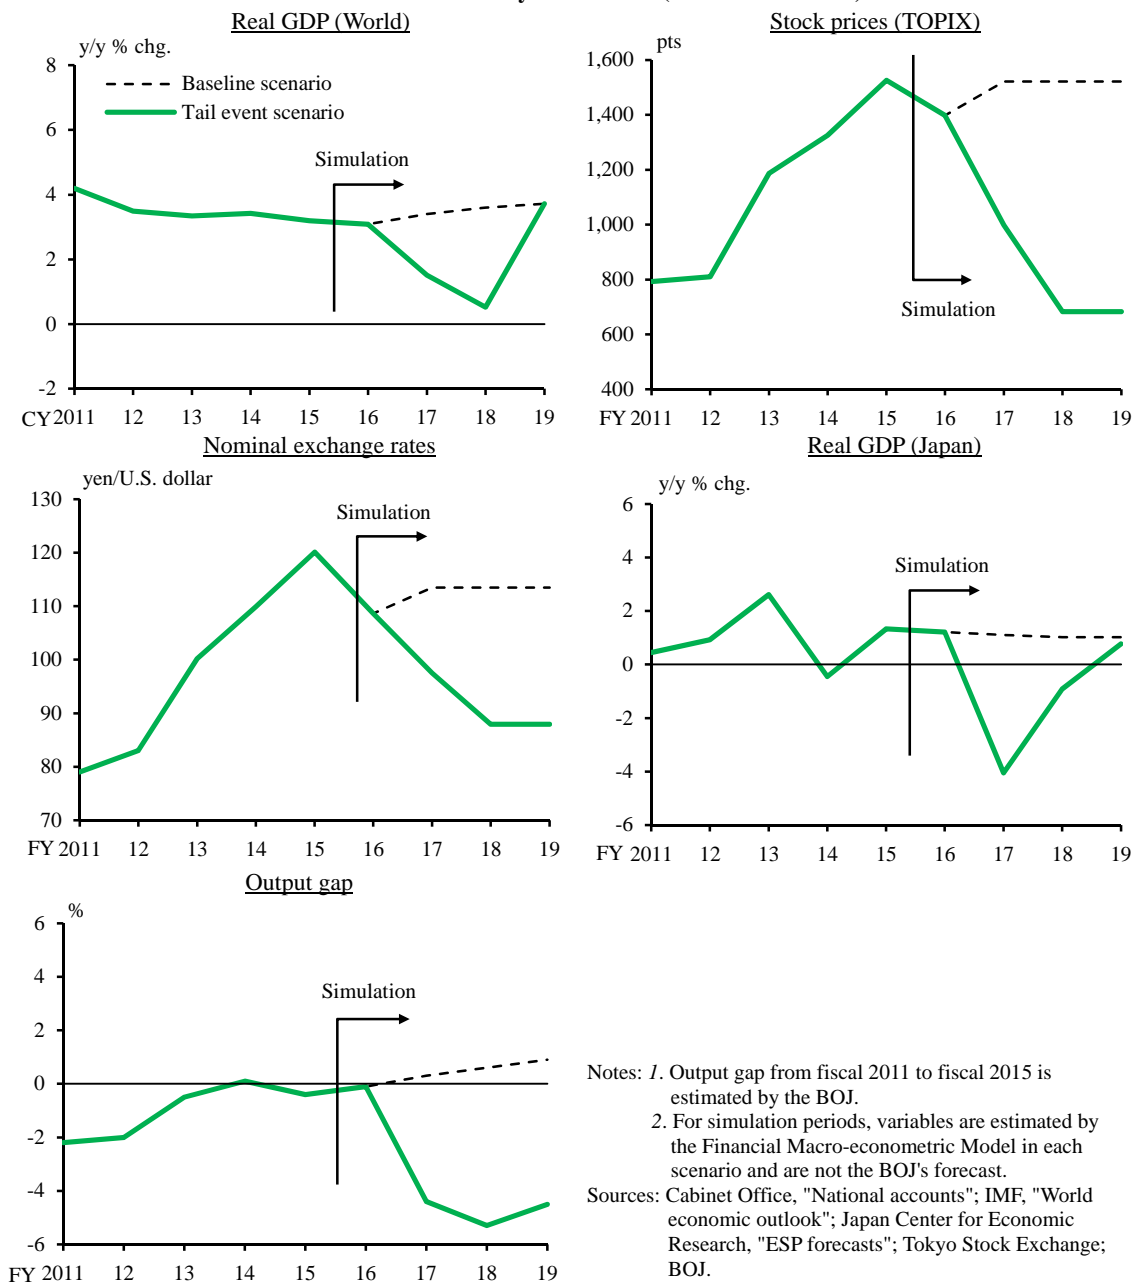 Real GDP (World)
y/y % chg.
8
6
4
2
0
-2
Baseline scenario
Tail event scenario
Simulation
CY 2011 12 13 14 15 16 17 18 19
Stock prices (TOPIX)
pts
1,600
1,400
1,200
1,000
800
600
400
Simulation
FY 2011 12 13 14 15 16 17 18 19
Nominal exchange rates
yen/U.S. dollar
130
120
110
100
90
80
70
Simulation
FY 2011 12 13 14 15 16 17 18 19
Real GDP (Japan)
y/y % chg.
6
4
2
0
-2
-4
-6
Simulation
FY 2011 12 13 14 15 16 17 18 19
Output gap
%
6
4
2
0
-2
-4
-6
Simulation
FY 2011 12 13 14 15 16 17 18 19
Notes: 1. Output gap from fiscal 2011 to fiscal 2015 is
estimated by the BOJ.
2. For simulation periods, variables are estimated by
the Financial Macro-econometric Model in each
scenario and are not the BOJ's forecast.
Sources: Cabinet Office, "National accounts"; IMF, "World
economic outlook"; Japan Center for Economic
Research, "ESP forecasts"; Tokyo Stock Exchange;
BOJ.